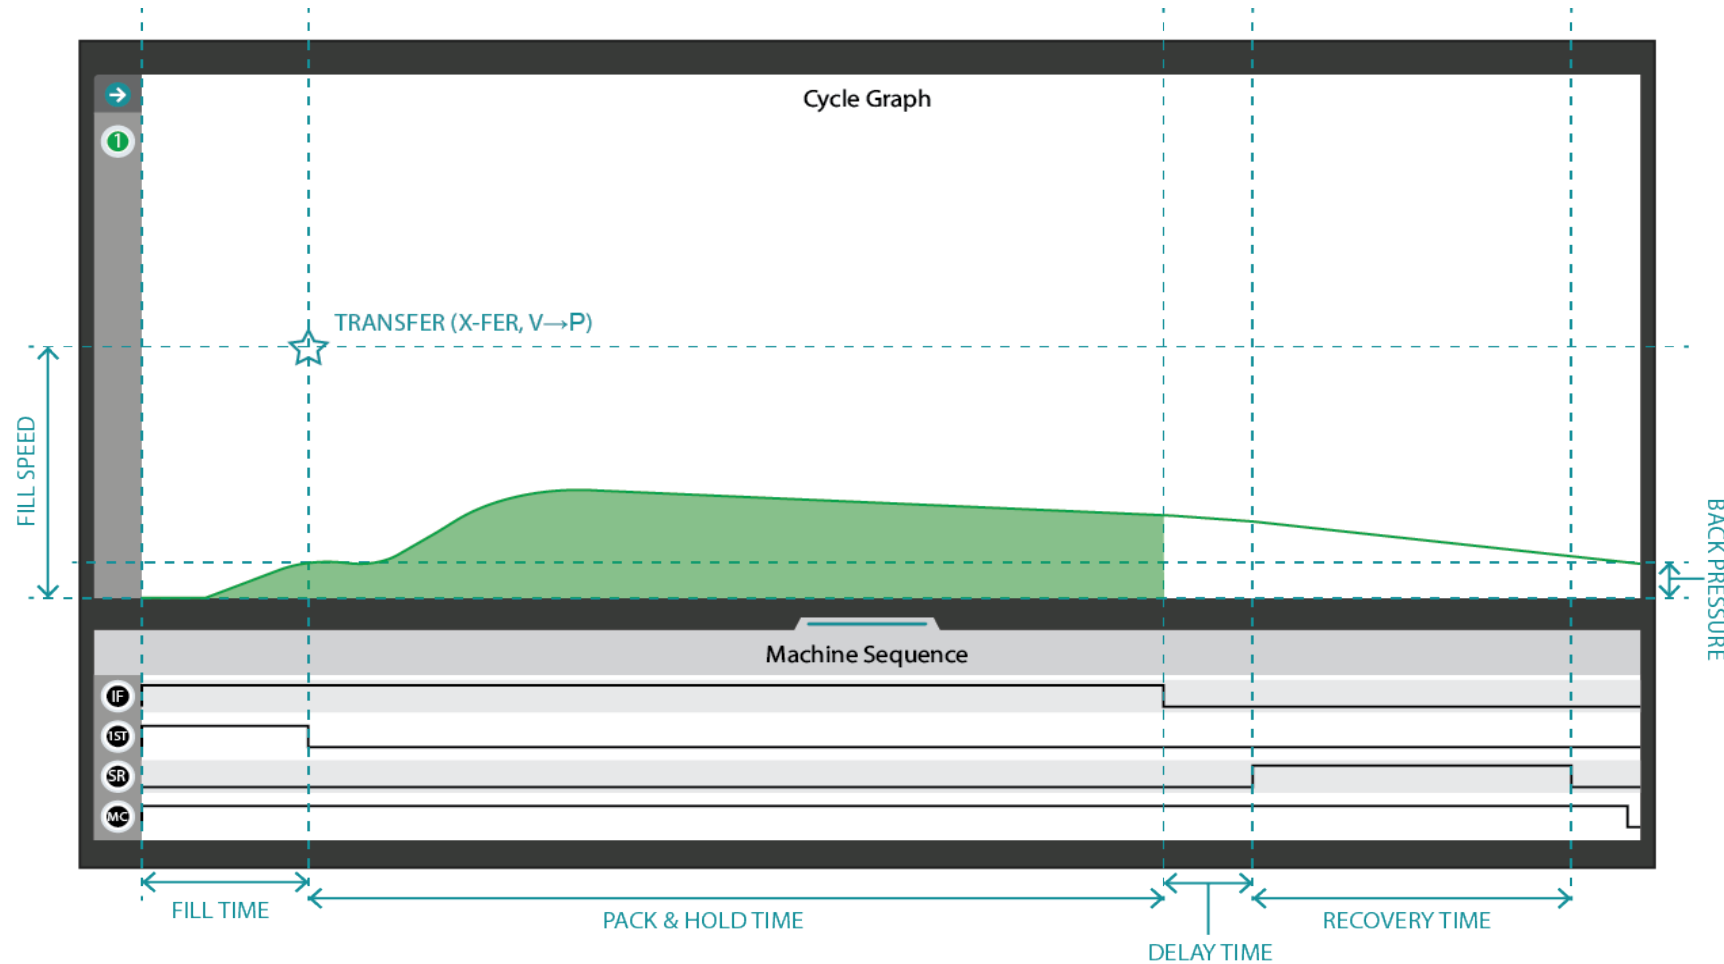 Cycle Graph
1
TRANSFER (X-FER, V→P)
FILL SPEED
BACK PRESSURE
Machine Sequence
IF
1ST
SR
MC
FILL TIME
PACK & HOLD TIME
DELAY TIME
RECOVERY TIME